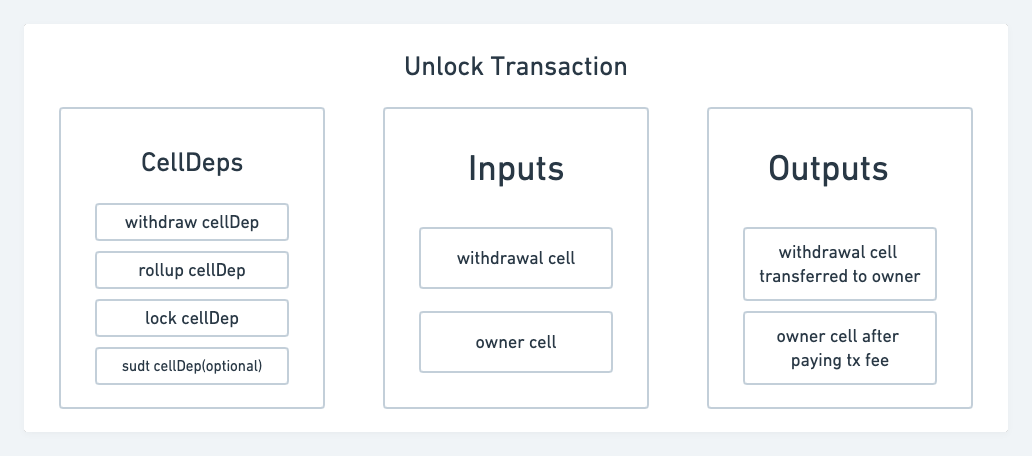 Unlock Transaction
CellDeps
withdraw cellDep
rollup cellDep
lock cellDep
sudt cellDep(optional)
Inputs
withdrawal cell
owner cell
Outputs
withdrawal cell
transferred to owner
owner cell after
paying tx fee